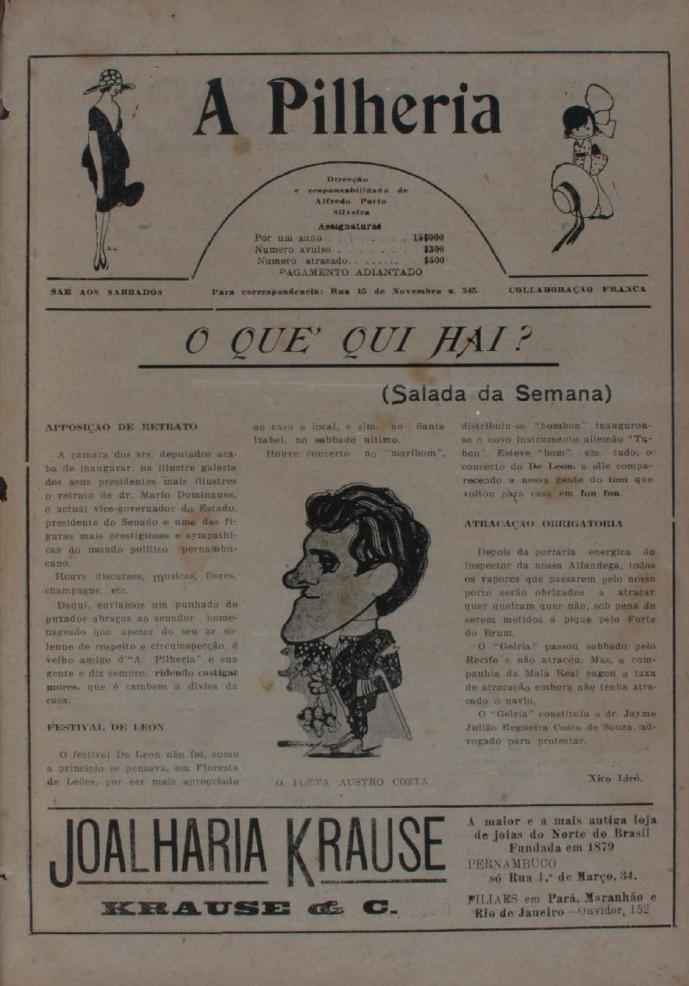 A Pilheria
Direcção
e responsabilidade de
Alfredo Porto
Silveira
Assignaturas
Por um anno . . . . . . . . 15$000
Numero avulso . . . . . . . $300
Numero atrazado. . . . . . . $500
PAGAMENTO ADIANTADO
SAE AOS SABBADOS
Para correspondencia: Rua 15 de Novembro n. 345
COLLABORAÇÃO FRANCA
O QUE' QUI HAI?
(Salada da Semana)
APPOSIÇÃO DE RETRATO
A camara dos srs. deputados aca-
ba de inaugurar, na illustre galeria
dos seus presidentes mais illustres
o retrato de dr. Mario Domingues,
o actual vice-governador do Estado,
presidente do Senado e uma das fi-
guras mais prestigiosas e sympathi-
cas do mundo politico pernambu-
cano.
Houve discursos, musicas, flores,
champagne, etc.
Daqui, enviamos um punhado de
puxados abraços ao senador home-
nageado que, apezar do seu ar so-
lenne de respeito e circumspecção, é
velho amigo d'"A Pilheria" e sua
gente e diz sempre: ridendo castigat
mores, que é tambem a divisa da
casa.
FESTIVAL DE LEON
O festival De Leon não foi, como
a principio se pensava, em Floresta
de Leões, por ser mais apropriado
ao caso o local, e sim, no Santa
Izabel, no sabbado ultimo.
Houve concerto no "maribom",
O POETA AUSTRO COSTA
distribuiu-se "bombon" inaugurou-
se o novo instrumento allemão "Tu-
bon". Esteve "bom" em tudo, o
concerto do De Leon, a elle compa-
recendo a nossa gente do tom que
voltou para casa em fon fon.
ATRACAÇÃO OBRIGATORIA
Depois da portaria energica do
inspector da nossa Alfandega, todos
os vapores que passarem pelo nosso
porto serão obrigados a atracar
quer queiram quer não, sob pena de
serem metidos á pique pelo Forte
do Brum.
O "Gelria" passou sabbado pelo
Recife e não atracou. Mas, a com-
panhia da Mala Real pagou a taxa
de atracação embora não tenha atra-
cado o navio.
O "Gelria" constituiu o dr. Jayme
Julião Regueira Costa de Souza, ad-
vogado para protestar.
Xico Liró.
JOALHARIA KRAUSE
KRAUSE & C.
A maior e a mais antiga loja
de joias do Norte do Brasil
Fundada em 1879
PERNAMBUCO
só Rua 1.º de Março, 34.
FILIAES em Pará, Maranhão e
Rio de Janeiro—Ouvidor, 152